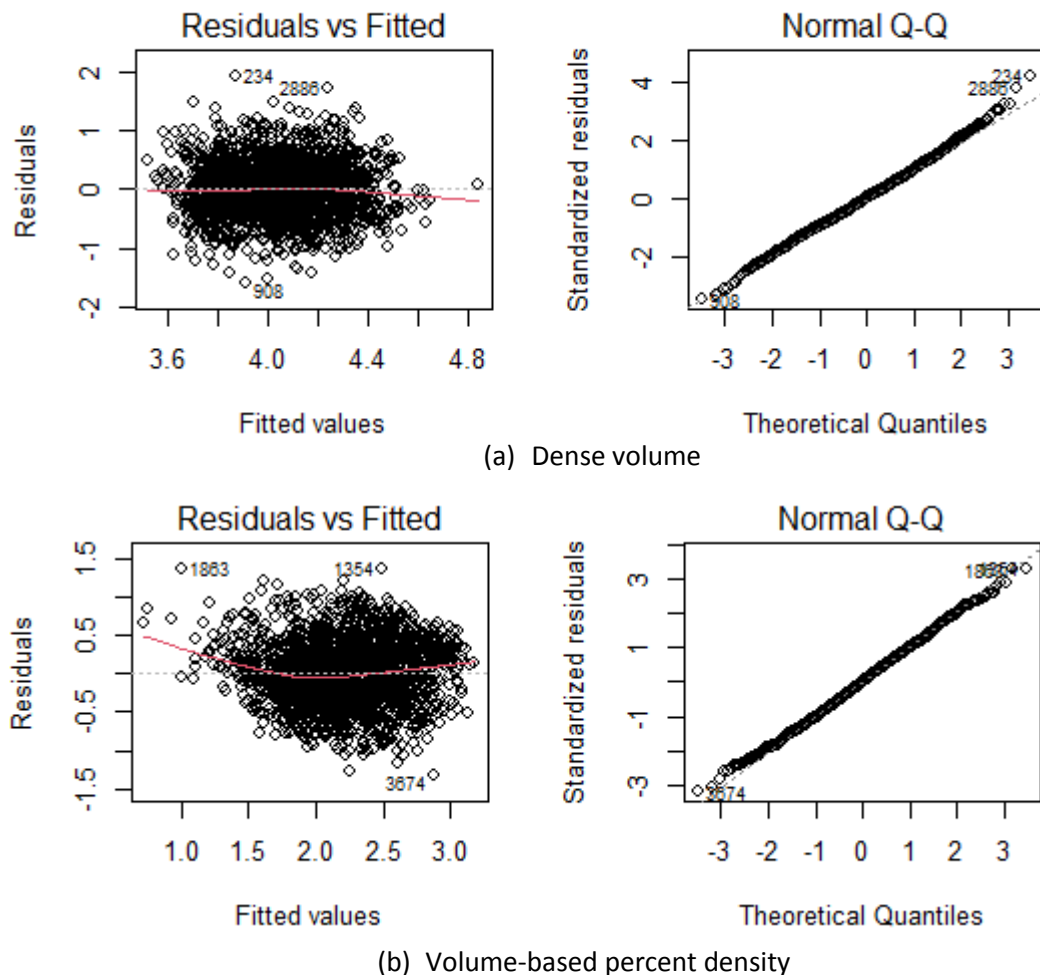 Residuals vs Fitted
Residuals
2
1
0
-1
-2
234
2886
908
3.6 4.0 4.4 4.8
Fitted values
Normal Q-Q
Standardized residuals
4
2
0
-2
234
2886
908
-3 -2 -1 0 1 2 3
Theoretical Quantiles
(a) Dense volume
Residuals vs Fitted
Residuals
1.5
0.5
-0.5
-1.5
1863
1354
3674
1.0 1.5 2.0 2.5 3.0
Fitted values
Normal Q-Q
Standardized residuals
3
1
-1
-3
3674
-3 -2 -1 0 1 2 3
Theoretical Quantiles
(b) Volume-based percent density